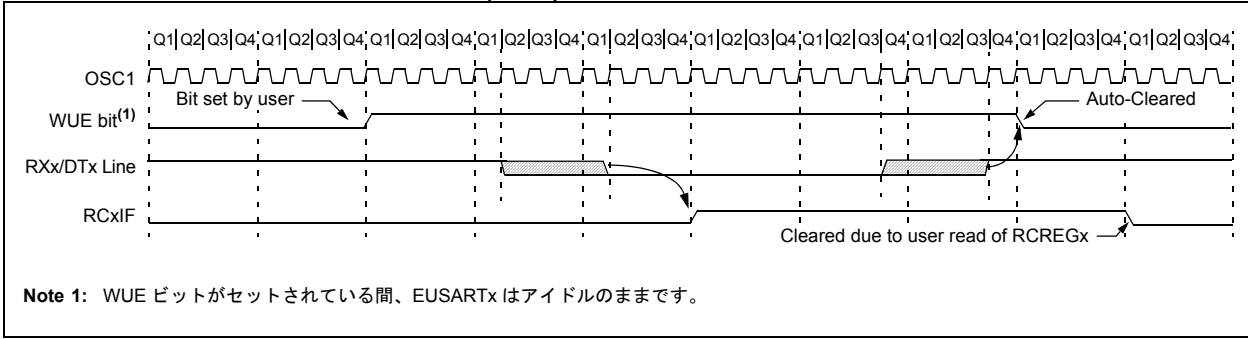 Q1 Q2 Q3 Q4 Q1 Q2 Q3 Q4 Q1 Q2 Q3 Q4 Q1 Q2 Q3 Q4 Q1 Q2 Q3 Q4 Q1 Q2 Q3 Q4 Q1 Q2 Q3 Q4 Q1 Q2 Q3 Q4 Q1 Q2 Q3 Q4 Q1 Q2 Q3 Q4
OSC1
Bit set by user
Auto-Cleared
WUE bit(1)
RXx/DTx Line
RCxIF
Cleared due to user read of RCREGx
Note 1: WUE ビットがセットされている間、EUSARTx はアイドルのままです。